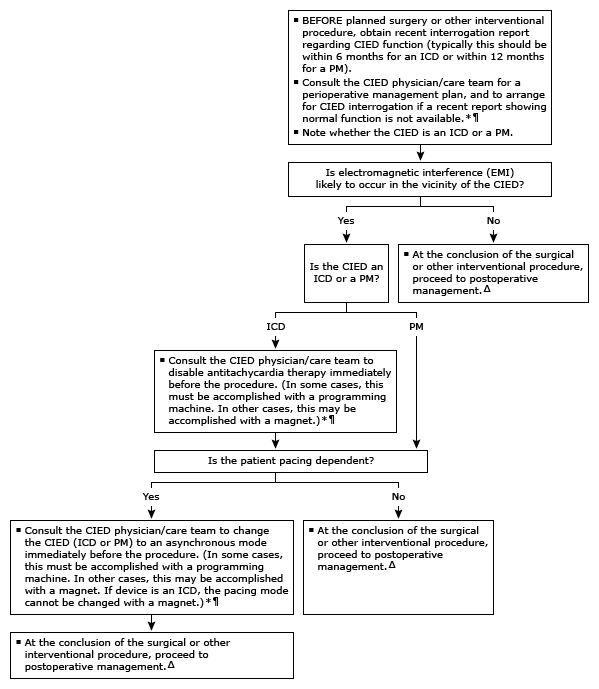 ▪ BEFORE planned surgery or other interventional
procedure, obtain recent interrogation report
regarding CIED function (typically this should be
within 6 months for an ICD or within 12 months
for a PM).
▪ Consult the CIED physician/care team for a
perioperative management plan, and to arrange
for CIED interrogation if a recent report showing
normal function is not available.*¶
▪ Note whether the CIED is an ICD or a PM.
Is electromagnetic interference (EMI)
likely to occur in the vicinity of the CIED?
Yes
No
Is the CIED an
ICD or a PM?
▪ At the conclusion of the surgical
or other interventional procedure,
proceed to postoperative
management.Δ
ICD
PM
▪ Consult the CIED physician/care team to
disable antitachycardia therapy immediately
before the procedure. (In some cases, this
must be accomplished with a programming
machine. In other cases, this may be
accomplished with a magnet.)*¶
Is the patient pacing dependent?
Yes
No
▪ Consult the CIED physician/care team to change
the CIED (ICD or PM) to an asynchronous mode
immediately before the procedure. (In some cases,
this must be accomplished with a programming
machine. In other cases, this may be accomplished
with a magnet. If device is an ICD, the pacing mode
cannot be changed with a magnet.)*¶
▪ At the conclusion of the surgical
or other interventional procedure,
proceed to postoperative
management.Δ
▪ At the conclusion of the surgical or other
interventional procedure, proceed to
postoperative management.Δ